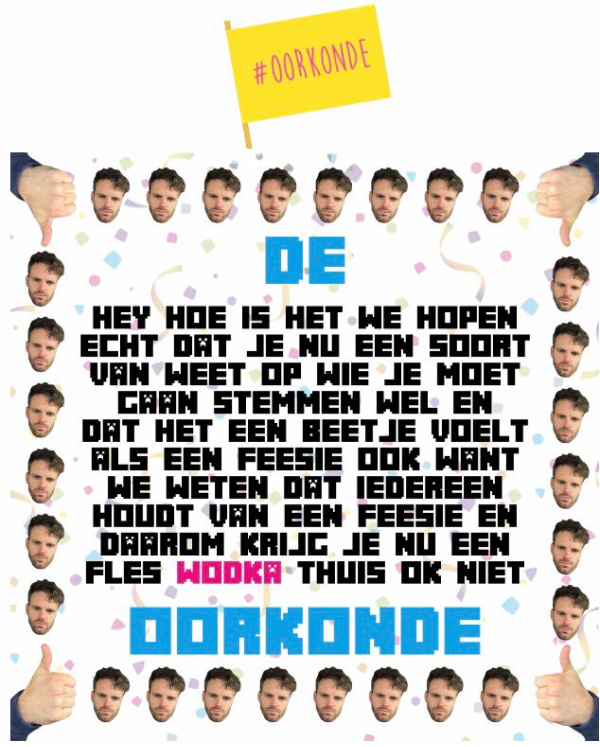 #OORKONDE
DE
HEY HOE IS HET WE HOPEN
ECHT DAT JE NU EEN SOORT
VAN WEET OP WIE JE MOET
GAAN STEMMEN WEL EN
DAT HET EEN BEETJE VOELT
ALS EEN FEESIE OOK WANT
WE WETEN DAT IEDEREEN
HOUDT VAN EEN FEESIE EN
DAAROM KRIJG JE NU EEN
FLES WODKA THUIS OK NIET
OORKONDE